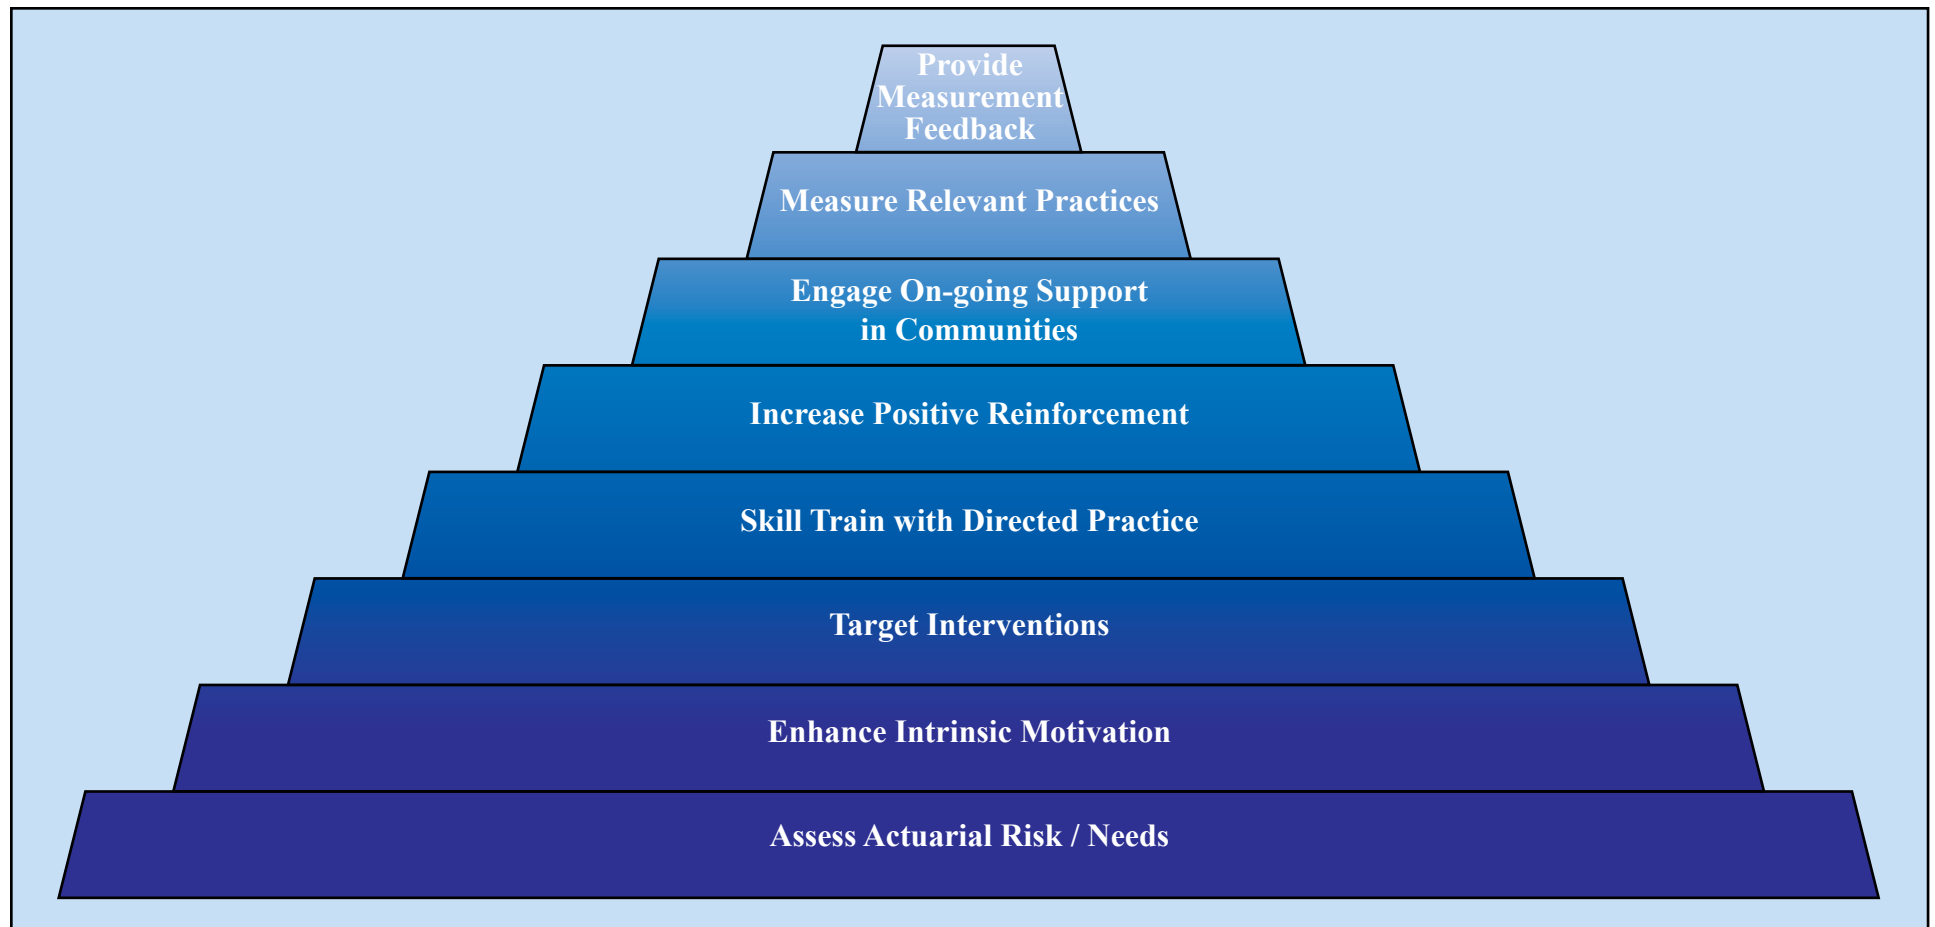 Provide
Measurement
Feedback
Measure Relevant Practices
Engage On-going Support
in Communities
Increase Positive Reinforcement
Skill Train with Directed Practice
Target Interventions
Enhance Intrinsic Motivation
Assess Actuarial Risk / Needs